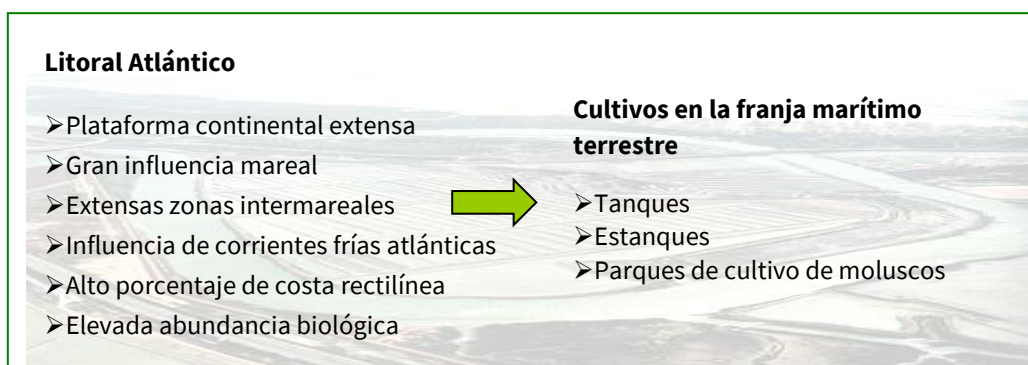 Litoral Atlántico
➢Plataforma continental extensa
➢Gran influencia mareal
➢Extensas zonas intermareales
➢Influencia de corrientes frías atlánticas
➢Alto porcentaje de costa rectilínea
➢Elevada abundancia biológica
Cultivos en la franja marítimo
terrestre
➢Tanques
➢Estanques
➢Parques de cultivo de moluscos